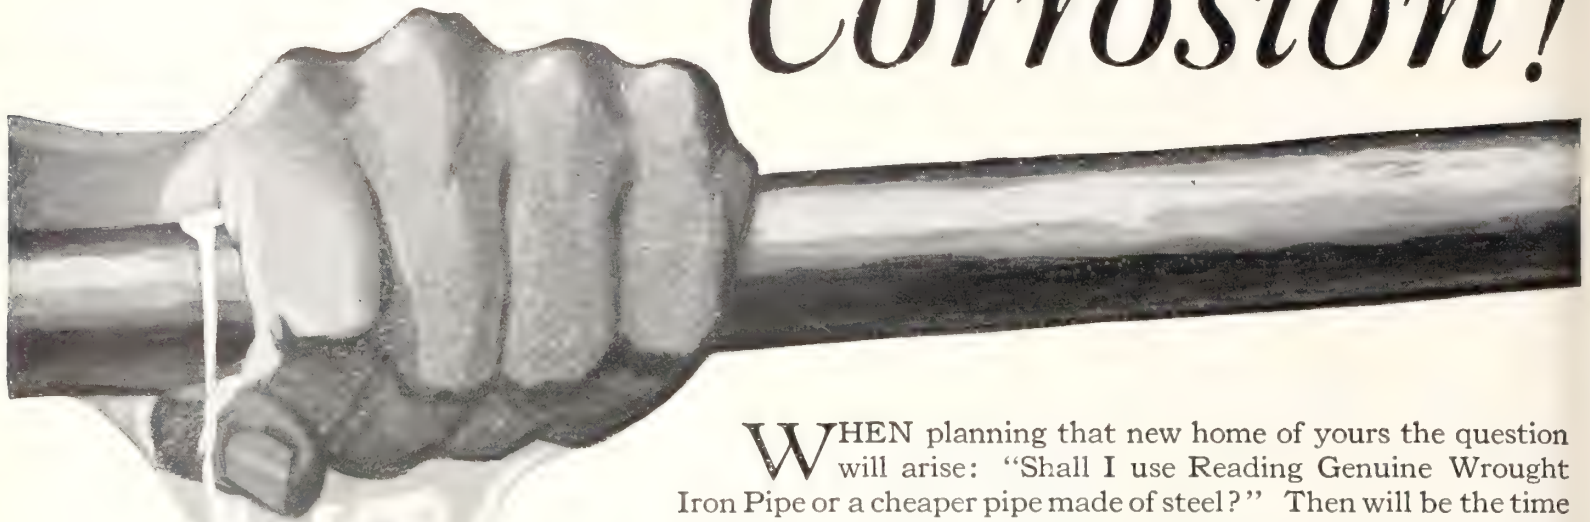 Corrosion!
WHEN planning that new home of yours the question
will arise: “Shall I use Reading Genuine Wrought
Iron Pipe or a cheaper pipe made of steel?” Then will be the time